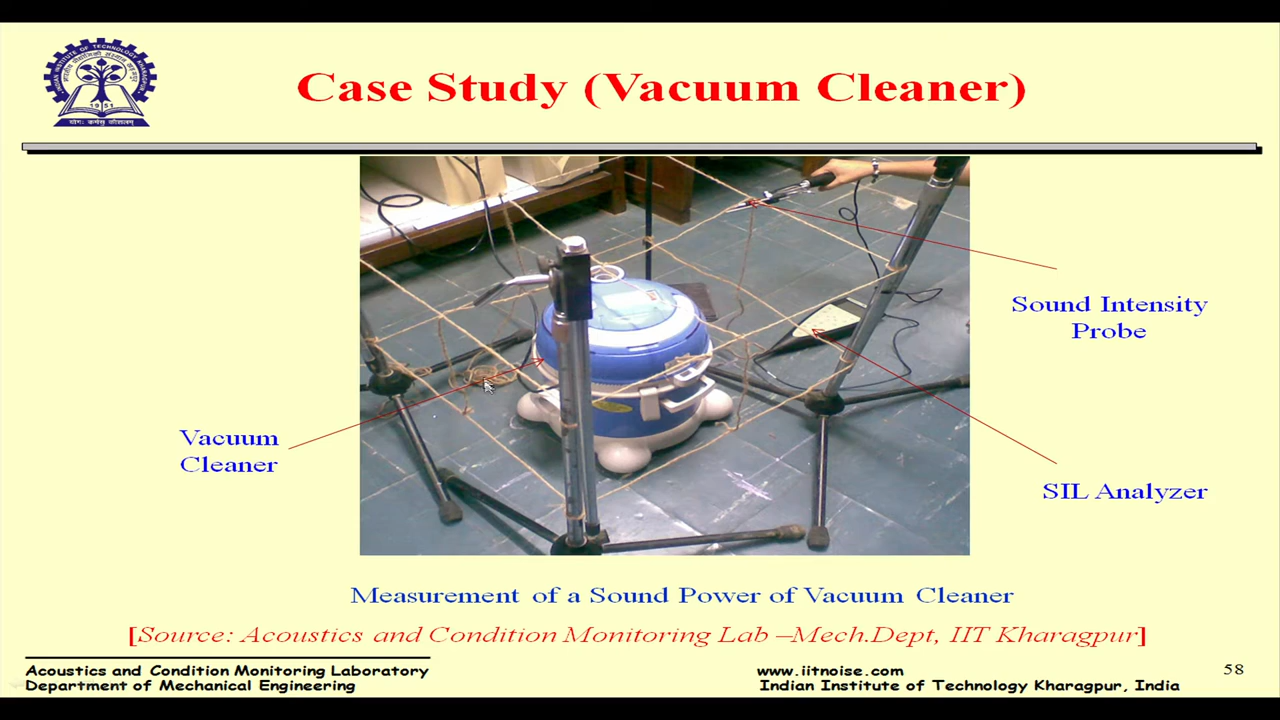 Case Study (Vacuum Cleaner)
1951
Sound Intensity
Probe
Vacuum
Cleaner
SIL Analyzer
Measurement of a Sound Power of Vacuum Cleaner
[Source: Acoustics and Condition Monitoring Lab –Mech.Dept, IIT Kharagpur]
Acoustics and Condition Monitoring Laboratory
Department of Mechanical Engineering
www.iitnoise.com
Indian Institute of Technology Kharagpur, India
58